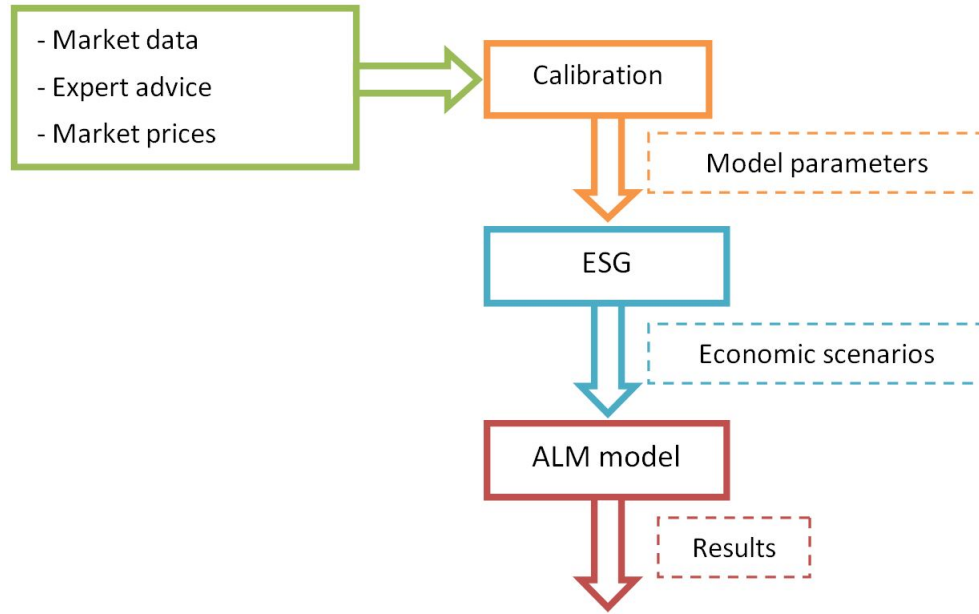 - Market data
- Expert advice
- Market prices
Calibration
Model parameters
ESG
Economic scenarios
ALM model
Results